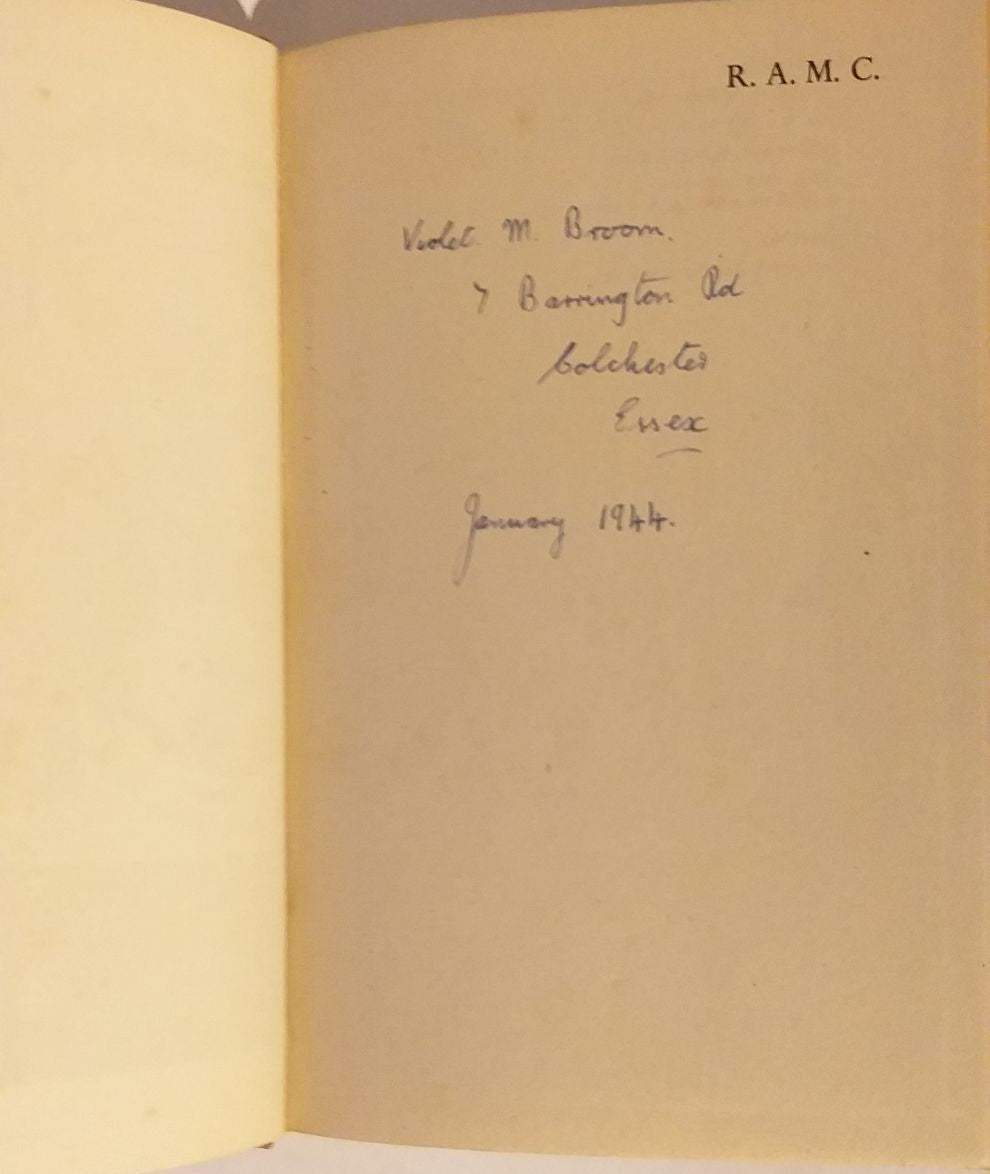 R. A. M. C.
Violet M. Broom.
7 Barrington Rd
Colchester
Essex
January 1944.